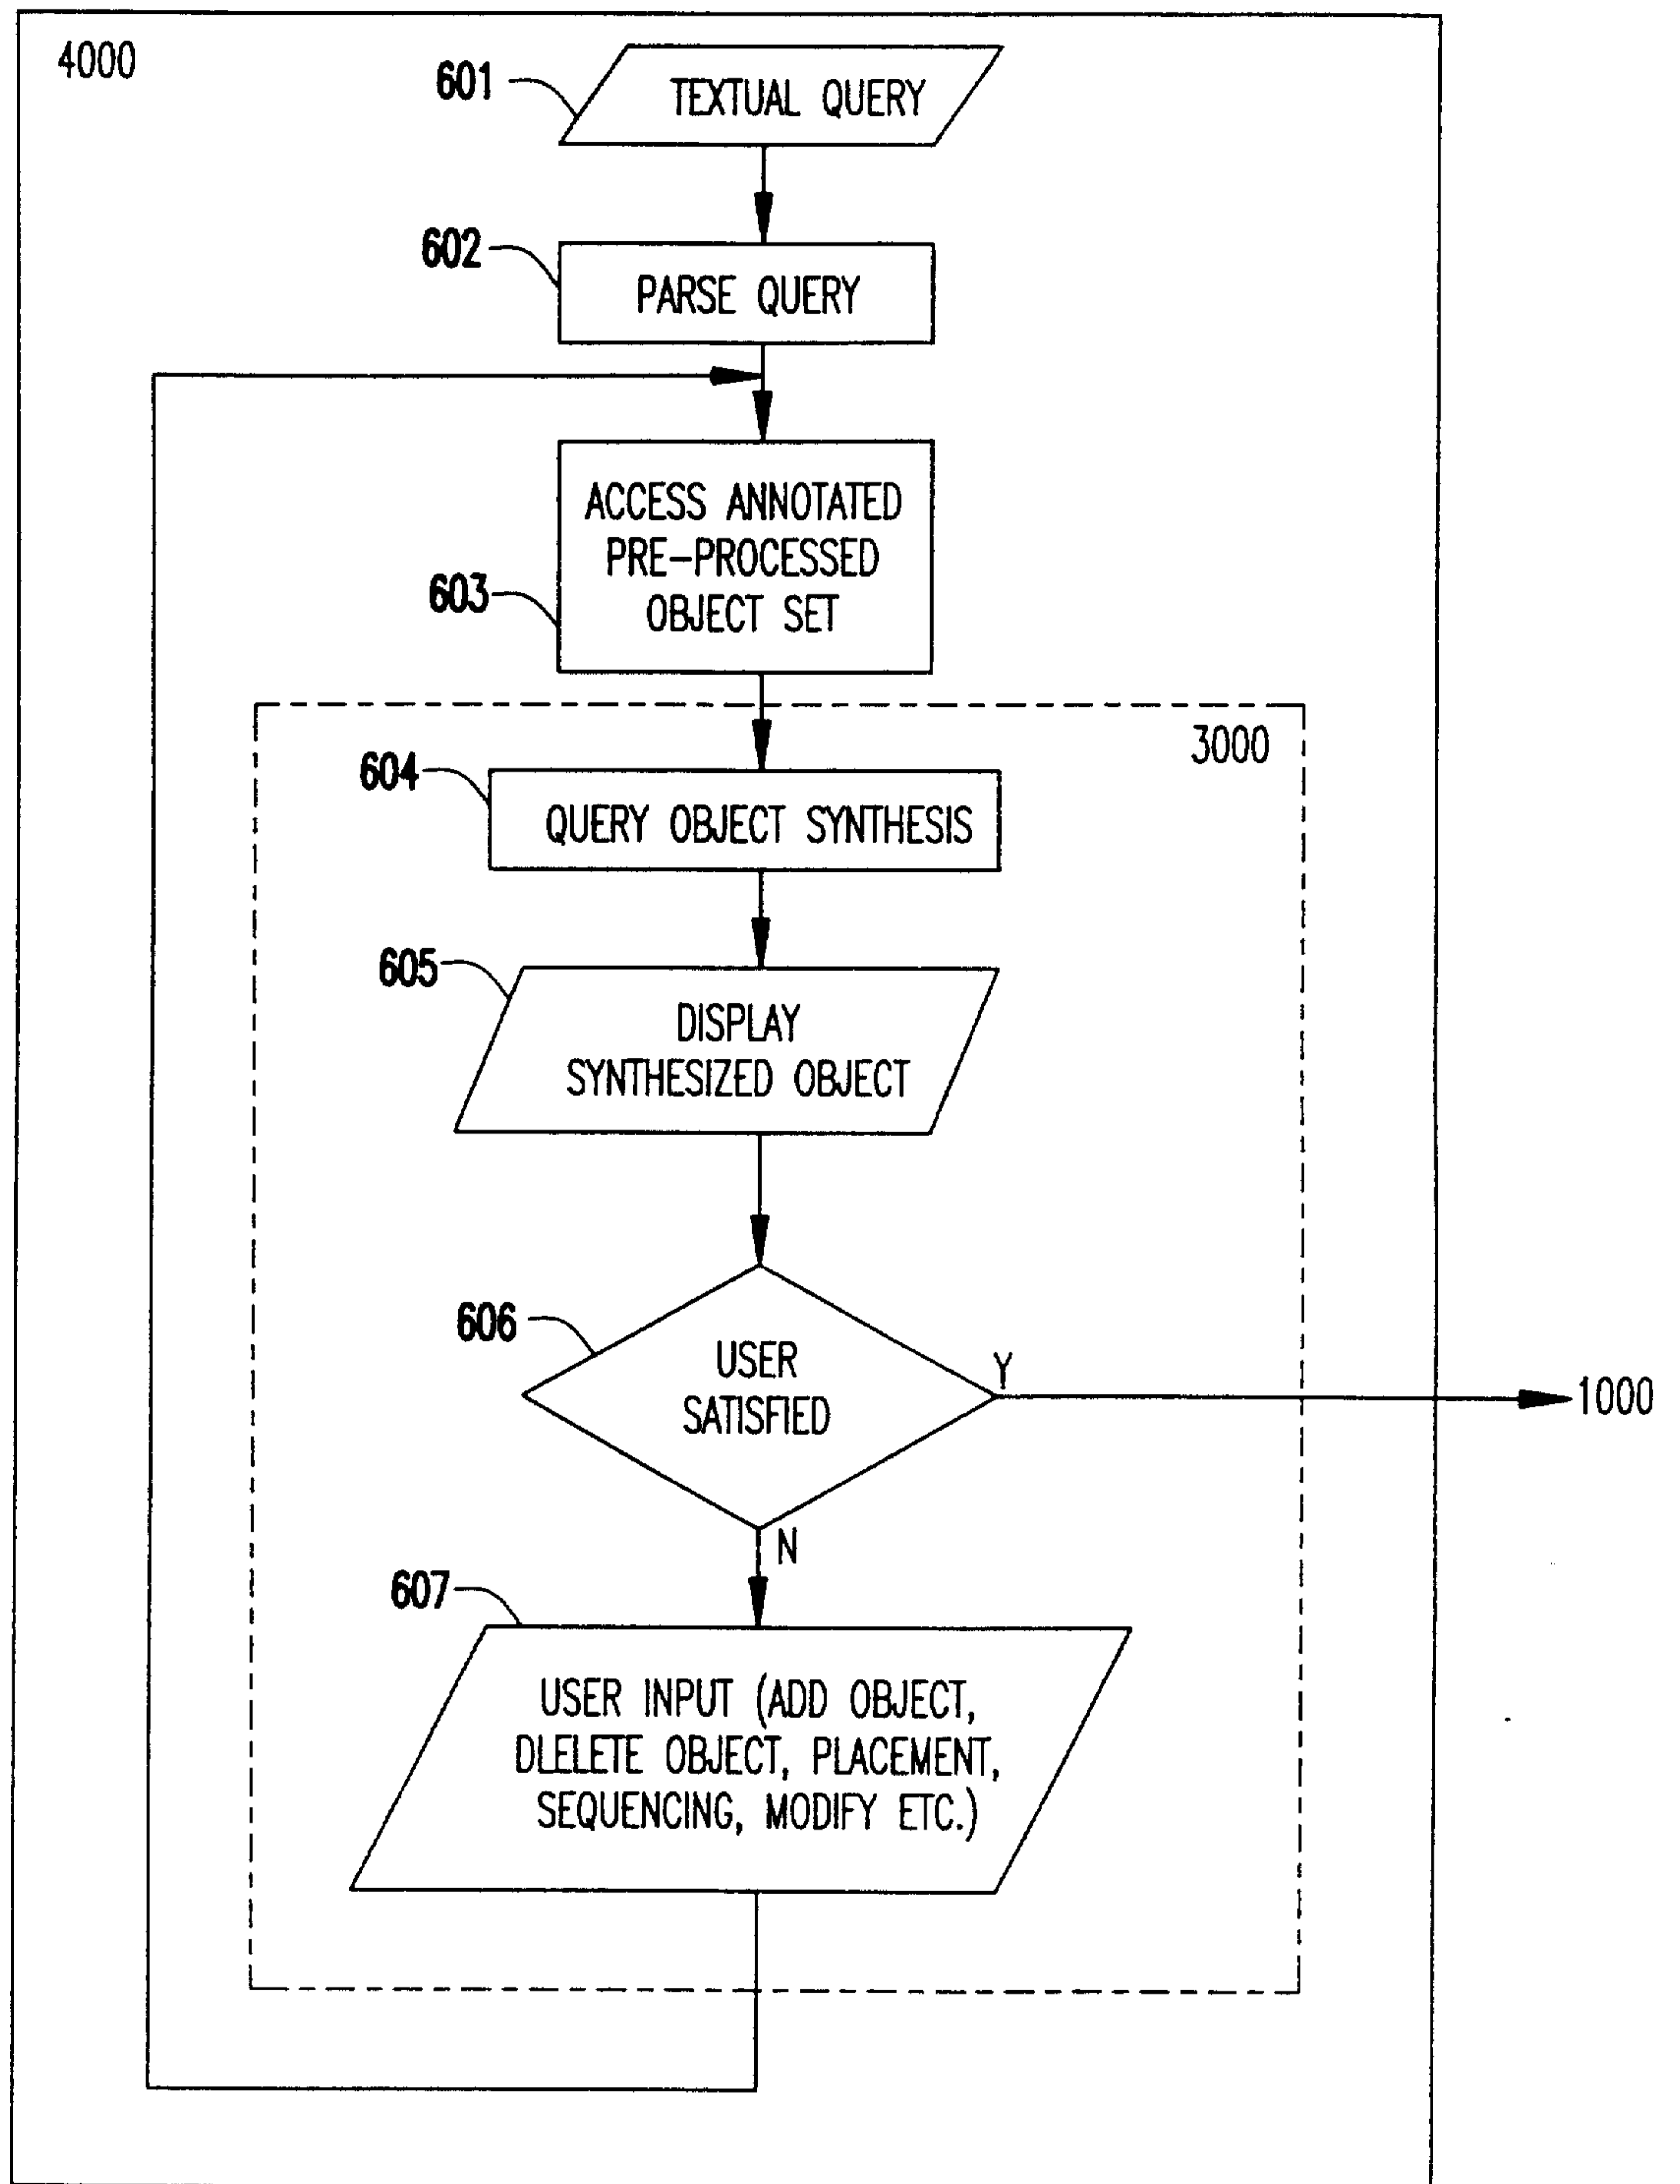 4000
601
TEXTUAL QUERY
602
PARSE QUERY
ACCESS ANNOTATED
PRE-PROCESSED
OBJECT SET
603
3000
604
QUERY OBJECT SYNTHESIS
605
DISPLAY
SYNTHESIZED OBJECT
606
USER
SATISFIED
Y
1000
N
607
USER INPUT (ADD OBJECT,
DLELETE OBJECT, PLACEMENT,
SEQUENCING, MODIFY ETC.)